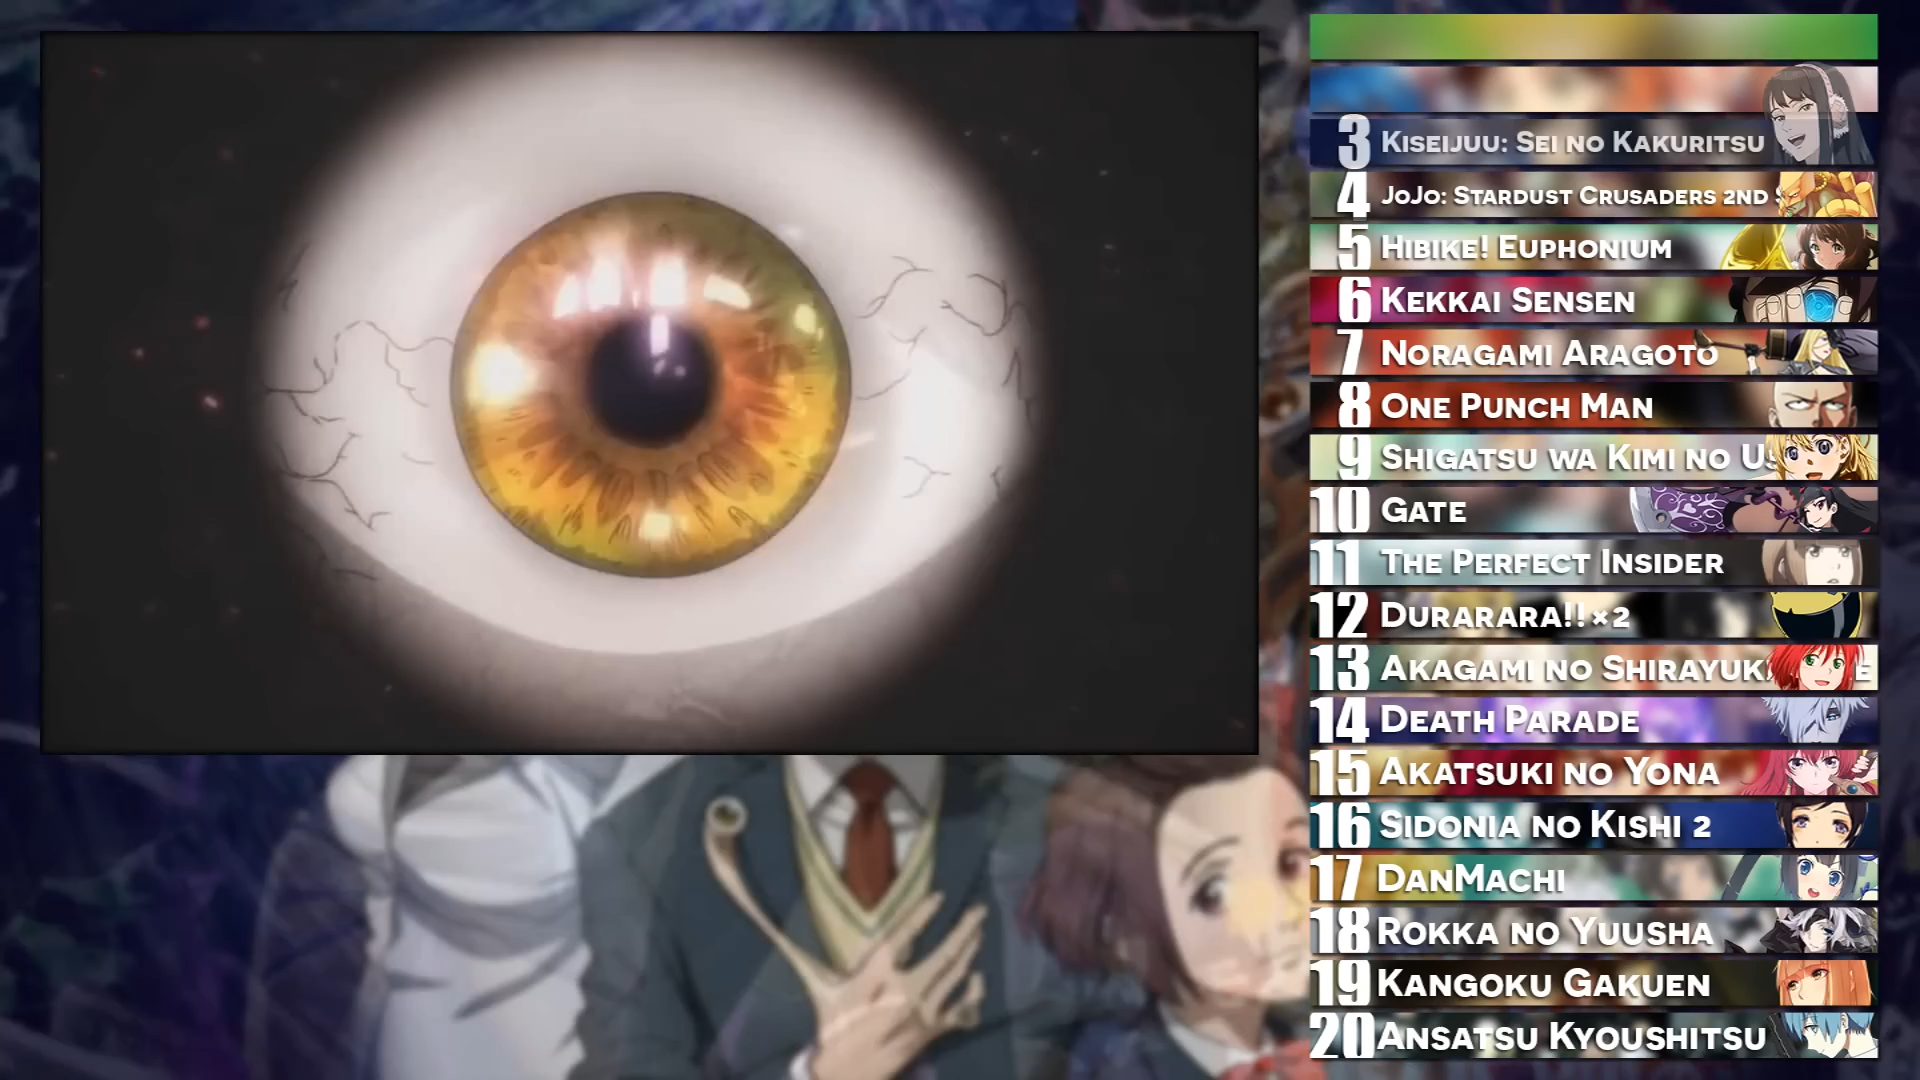 3 Kiseijuu: Sei no Kakuritsu
4 JoJo: Stardust Crusaders 2nd
5 Hibike! Euphonium
6 Kekkai Sensen
7 Noragami Aragoto
8 One Punch Man
9 Shigatsu wa Kimi no Us
10 Gate
11 The Perfect Insider
12 Durarara!!×2
13 Akagami no Shirayuk
14 Death Parade
15 Akatsuki no Yona
16 Sidonia no Kishi 2
17 DanMachi
18 Rokka no Yuusha
19 Kangoku Gakuen
20 Ansatsu Kyoushitsu